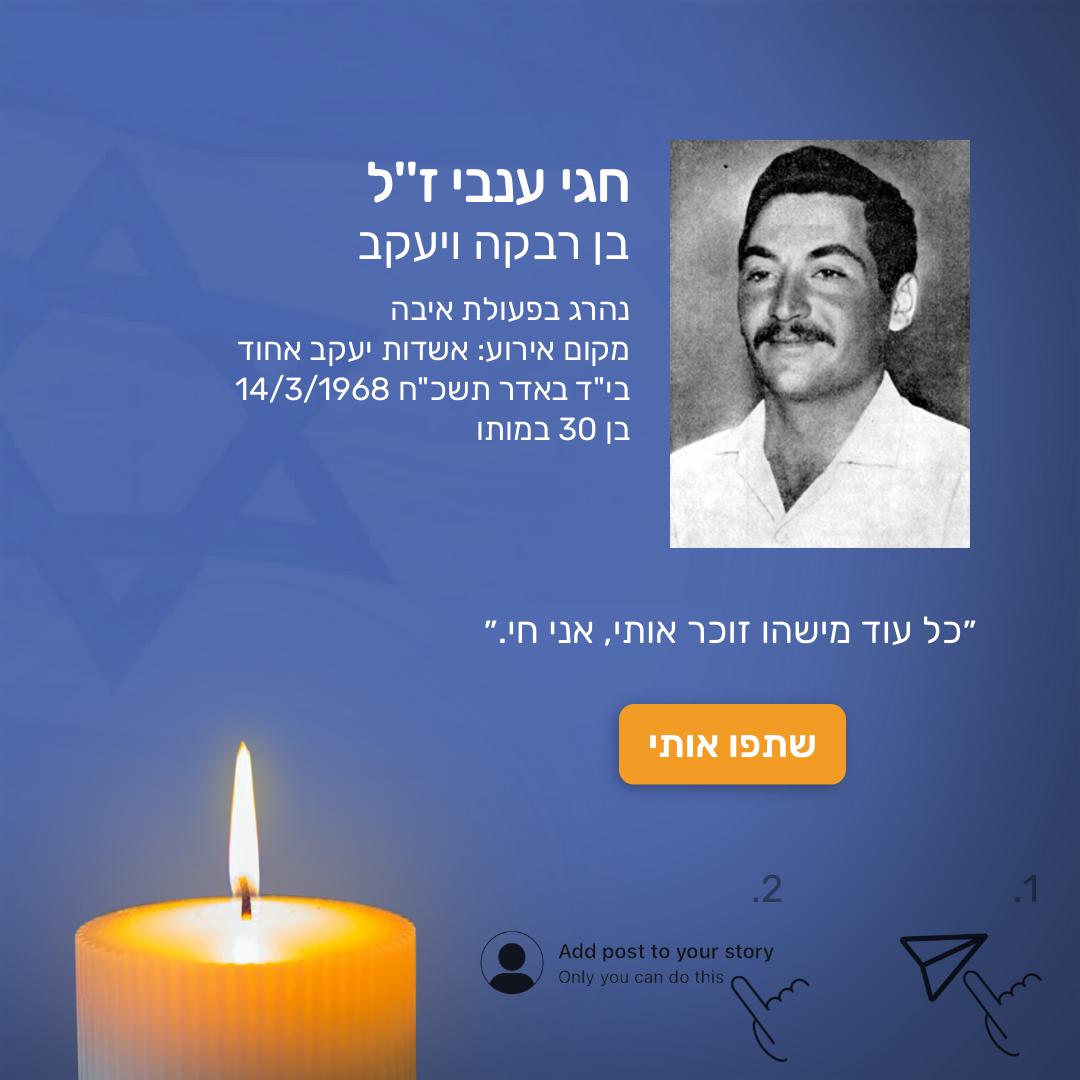 חגי ענבי ז"ל
בן רבקה ויעקב
נהרג בפעולת איבה
מקום אירוע: אשדות יעקב אחוד
בי"ד באדר תשכ"ח 14/3/1968
בן 30 במותו
״כל עוד מישהו זוכר אותי, אני חי.״
שתפו אותי
1.
2.
Add post to your story
Only you can do this